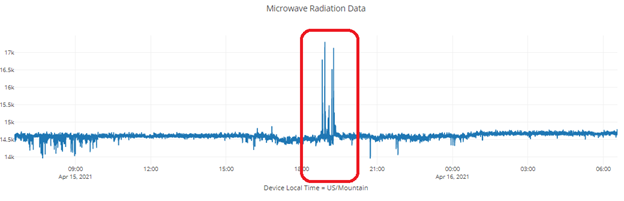 Microwave Radiation Data
17k
16.5k
16k
15.5k
15k
14.5k
14k
09:00 12:00 15:00 18:00 21:00 00:00 03:00 06:00
Apr 15, 2021 Apr 16, 2021
Device Local Time = US/Mountain